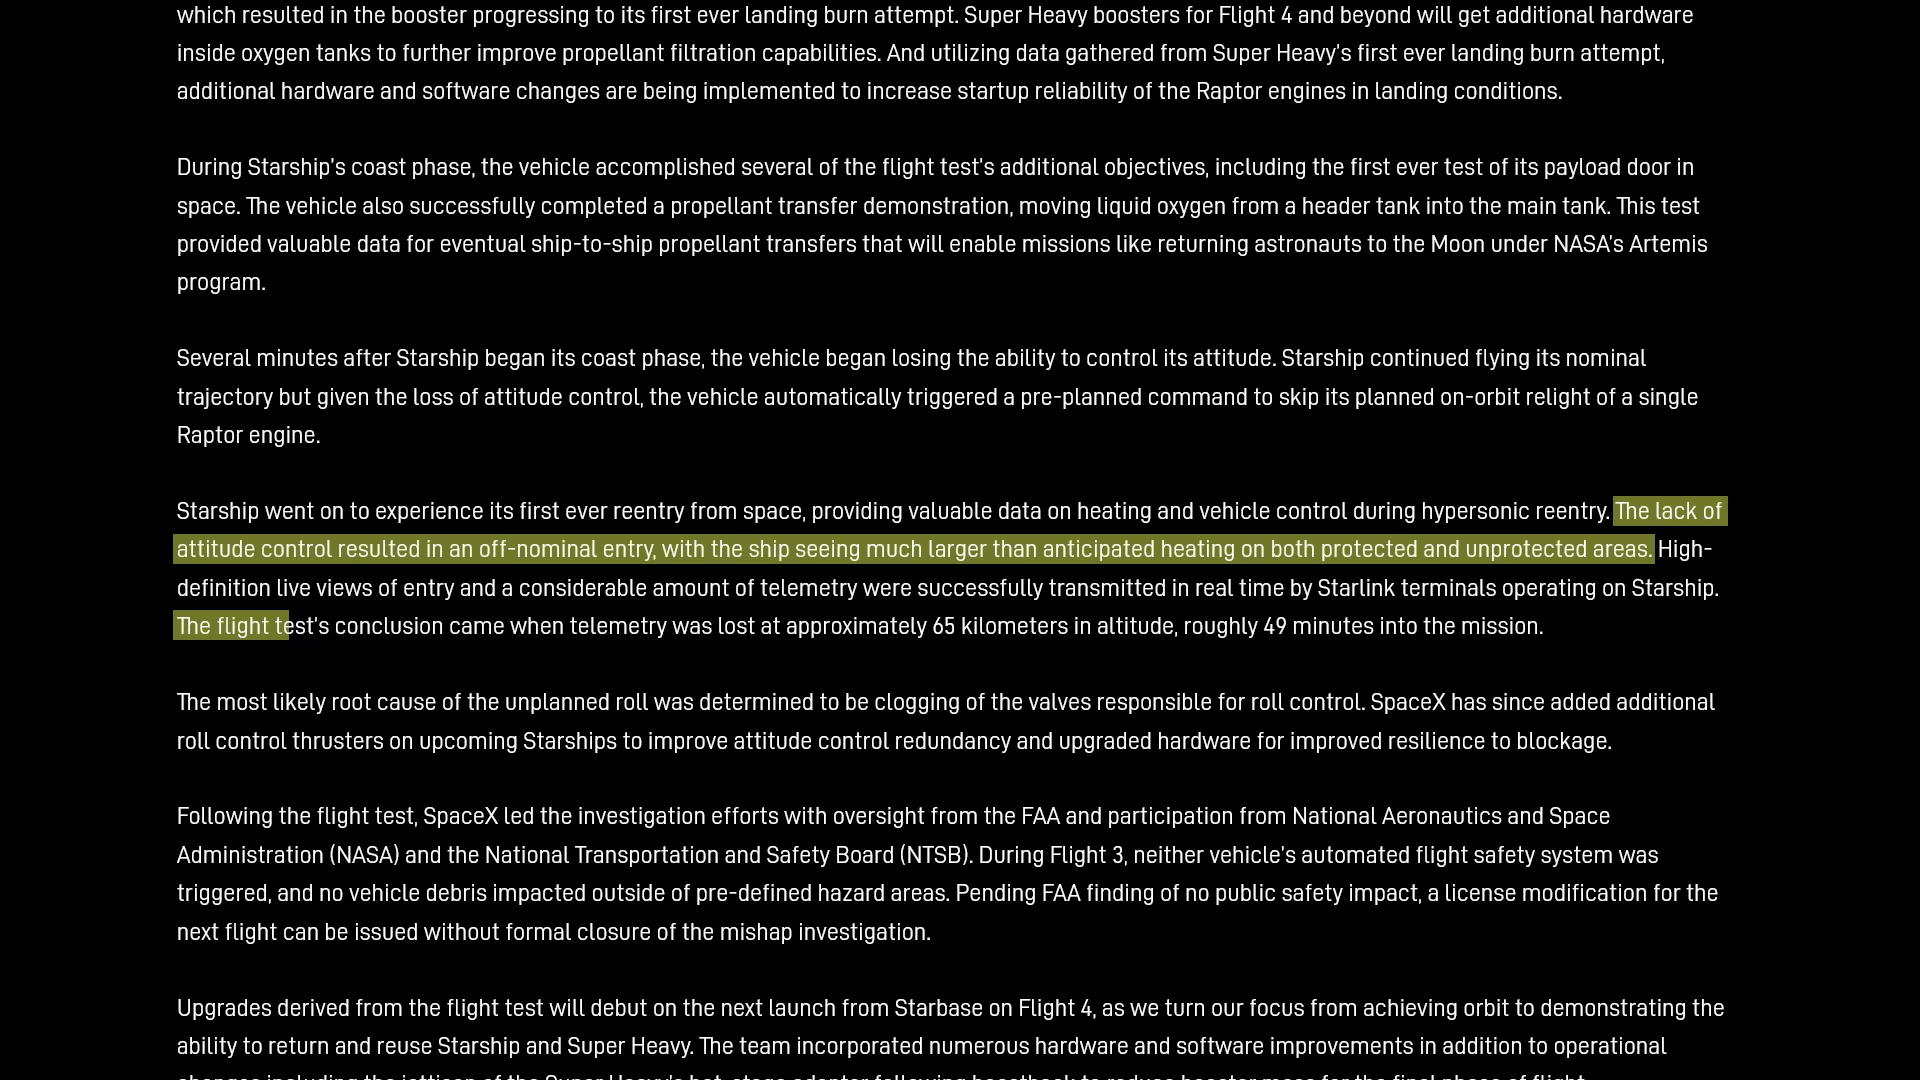 which resulted in the booster progressing to its first ever landing burn attempt. Super Heavy boosters for Flight 4 and beyond will get additional hardware
inside oxygen tanks to further improve propellant filtration capabilities. And utilizing data gathered from Super Heavy's first ever landing burn attempt,
additional hardware and software changes are being implemented to increase startup reliability of the Raptor engines in landing conditions.
During Starship's coast phase, the vehicle accomplished several of the flight test's additional objectives, including the first ever test of its payload door in
space. The vehicle also successfully completed a propellant transfer demonstration, moving liquid oxygen from a header tank into the main tank. This test
provided valuable data for eventual ship-to-ship propellant transfers that will enable missions like returning astronauts to the Moon under NASA's Artemis
program.
Several minutes after Starship began its coast phase, the vehicle began losing the ability to control its attitude. Starship continued flying its nominal
trajectory but given the loss of attitude control, the vehicle automatically triggered a pre-planned command to skip its planned on-orbit relight of a single
Raptor engine.
Starship went on to experience its first ever reentry from space, providing valuable data on heating and vehicle control during hypersonic reentry. The lack of
attitude control resulted in an off-nominal entry, with the ship seeing much larger than anticipated heating on both protected and unprotected areas. High-
definition live views of entry and a considerable amount of telemetry were successfully transmitted in real time by Starlink terminals operating on Starship.
The flight test's conclusion came when telemetry was lost at approximately 65 kilometers in altitude, roughly 49 minutes into the mission.
The most likely root cause of the unplanned roll was determined to be clogging of the valves responsible for roll control. SpaceX has since added additional
roll control thrusters on upcoming Starships to improve attitude control redundancy and upgraded hardware for improved resilience to blockage.
Following the flight test, SpaceX led the investigation efforts with oversight from the FAA and participation from National Aeronautics and Space
Administration (NASA) and the National Transportation and Safety Board (NTSB). During Flight 3, neither vehicle's automated flight safety system was
triggered, and no vehicle debris impacted outside of pre-defined hazard areas. Pending FAA finding of no public safety impact, a license modification for the
next flight can be issued without formal closure of the mishap investigation.
Upgrades derived from the flight test will debut on the next launch from Starbase on Flight 4, as we turn our focus from achieving orbit to demonstrating the
ability to return and reuse Starship and Super Heavy. The team incorporated numerous hardware and software improvements in addition to operational
changes including the jettison of the Super Heavy's hot-stage adapter following boostback to reduce booster mass for the final phase of flight.